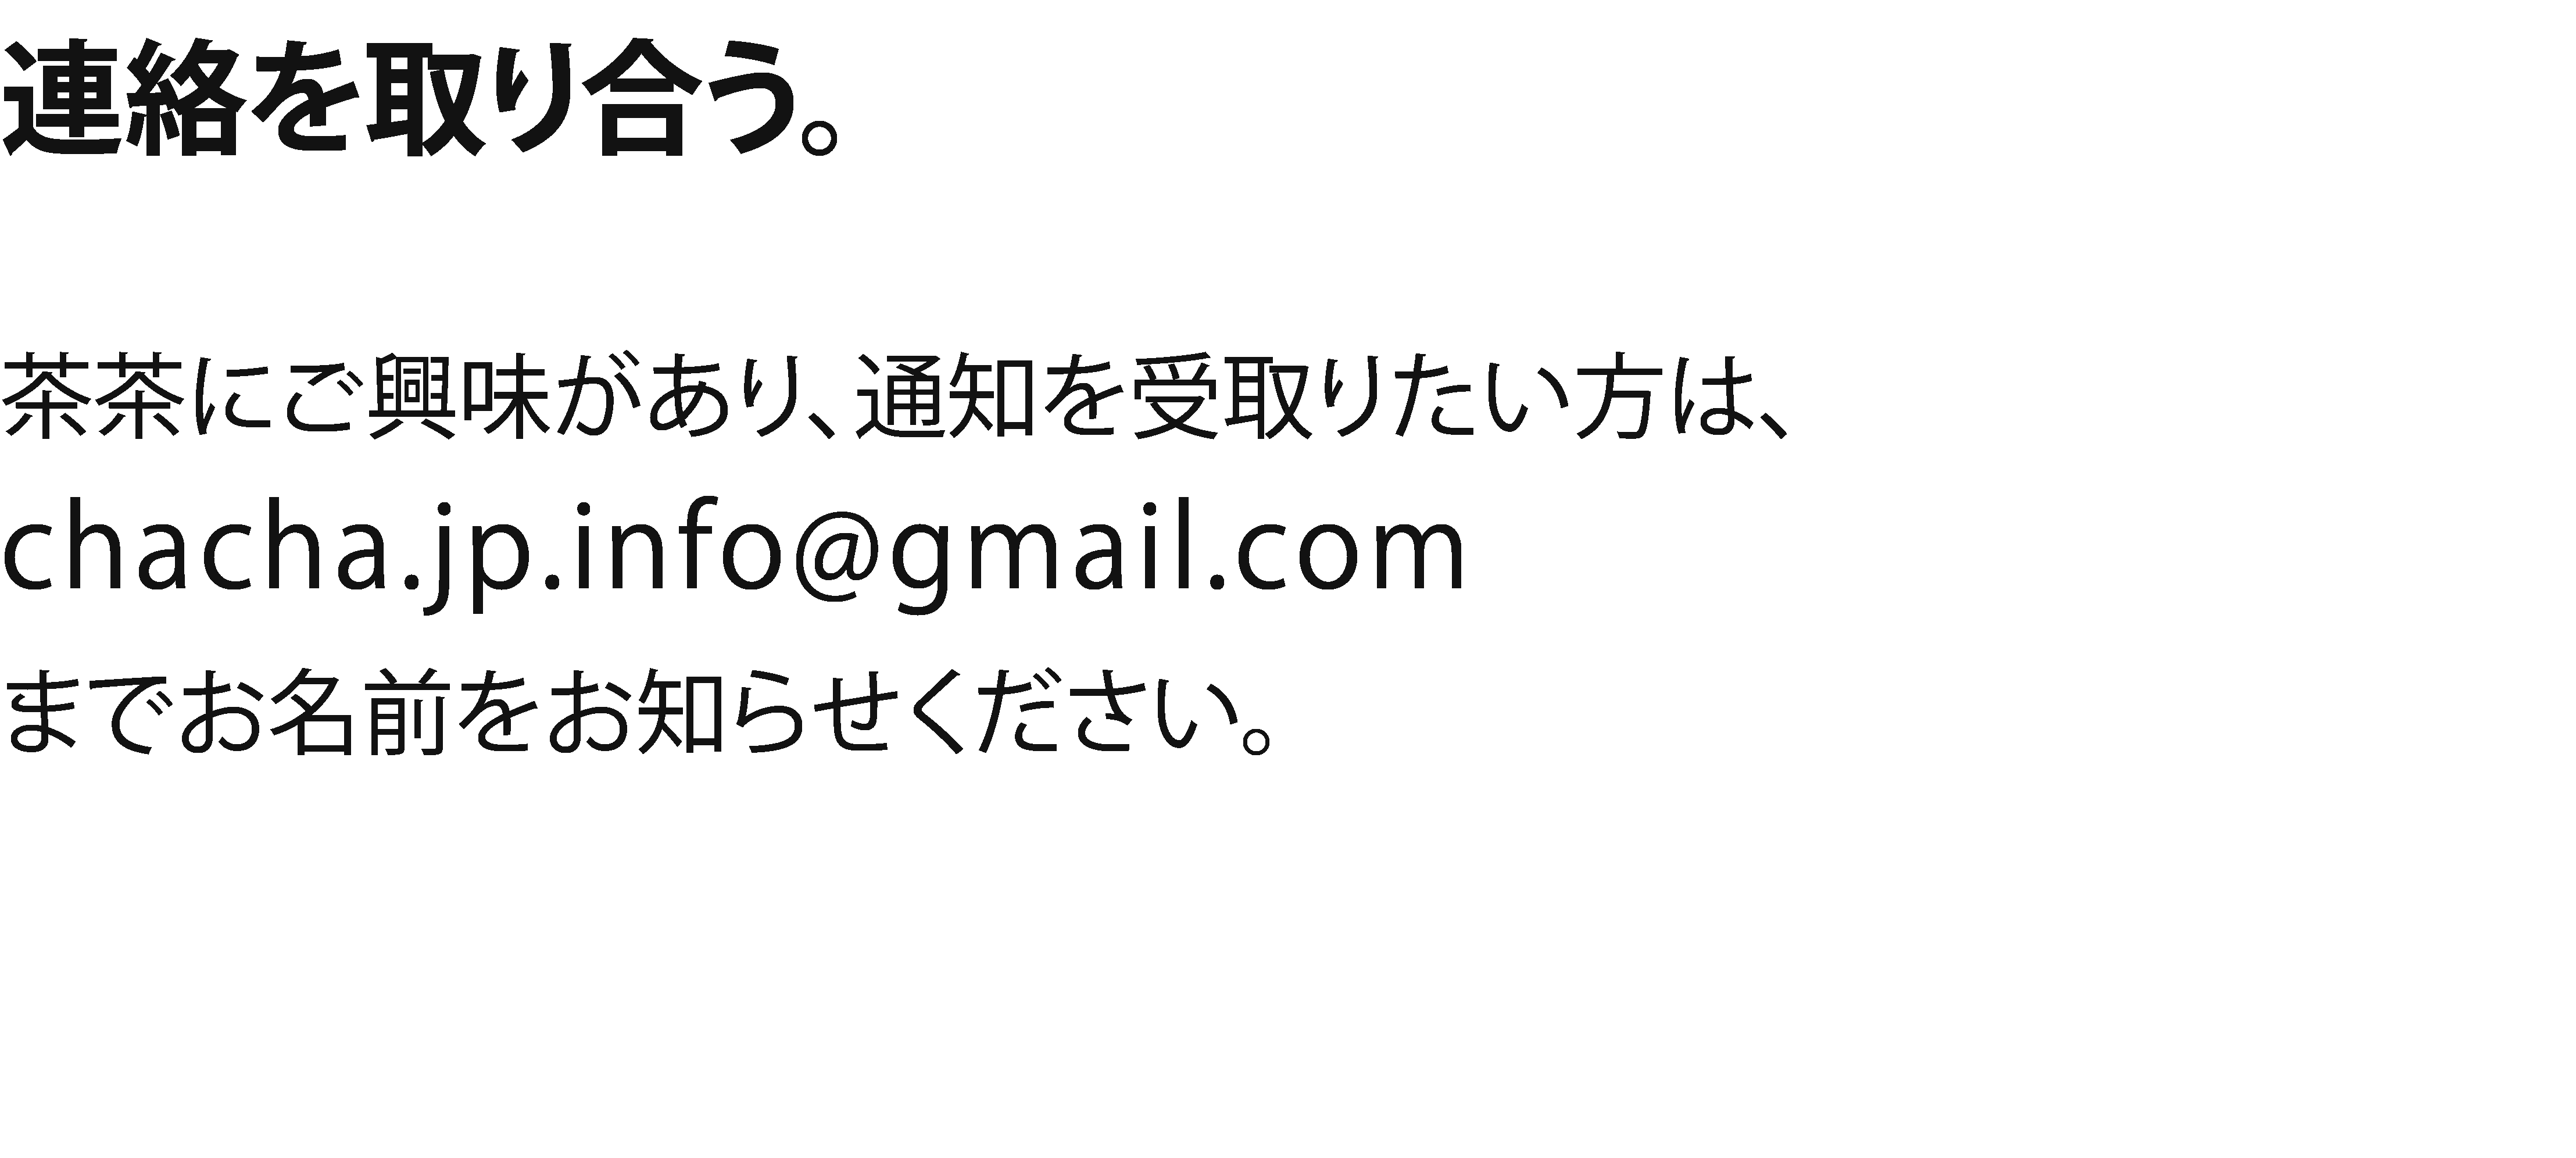 連絡を取り合う。
茶茶にご興味があり、通知を受取りたい方は、
chacha.jp.info@gmail.com
までお名前をお知らせください。